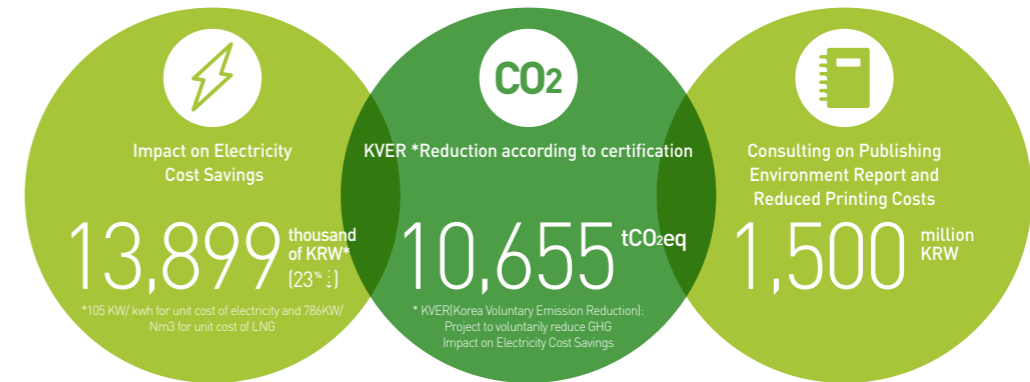 CO2
Impact on Electricity
Cost Savings
13,899 thousand
of KRW*
(23%↓)
*105 KW/ kwh for unit cost of electricity and 786KW/
Nm3 for unit cost of LNG
KVER *Reduction according to certification
10,655 tCO2eq
* KVER(Korea Voluntary Emission Reduction):
Project to voluntarily reduce GHG
Impact on Electricity Cost Savings
Consulting on Publishing
Environment Report and
Reduced Printing Costs
1,500 million
KRW